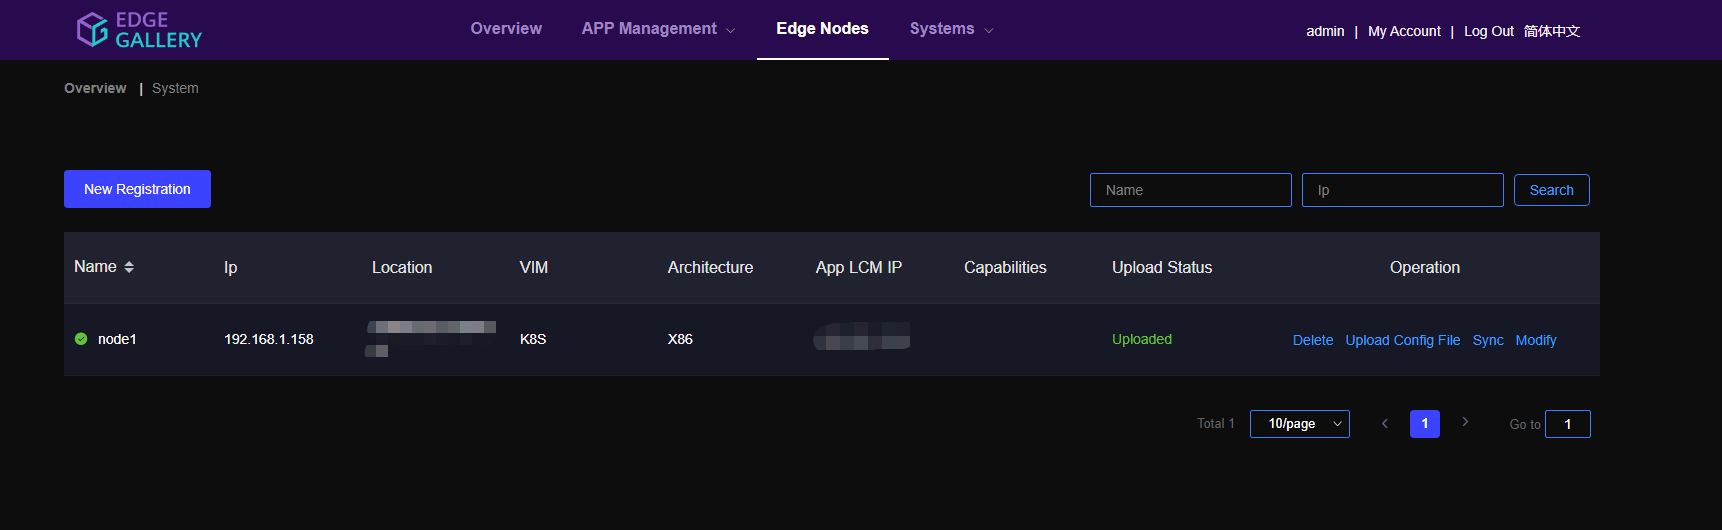 EDGE
GALLERY
Overview APP Management Edge Nodes Systems
admin | My Account | Log Out 简体中文
Overview | System
New Registration
Name Ip Search
Name Ip Location VIM Architecture App LCM IP Capabilities Upload Status Operation
node1 192.168.1.158 K8S X86 Uploaded Delete Upload Config File Sync Modify
Total 1 10/page 1 Go to 1